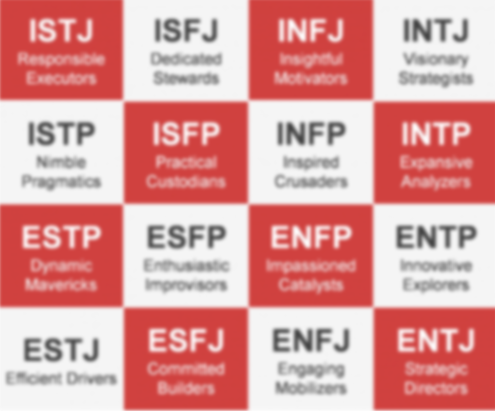 ISTJ
Responsible
Executors
ISFJ
Dedicated
Stewards
INFJ
Insightful
Motivators
INTJ
Visionary
Strategists
ISTP
Nimble
Pragmatics
ISFP
Practical
Custodians
INFP
Inspired
Crusaders
INTP
Expansive
Analyzers
ESTP
Dynamic
Mavericks
ESFP
Enthusiastic
Improvisors
ENFP
Impassioned
Catalysts
ENTP
Innovative
Explorers
ESTJ
Efficient Drivers
ESFJ
Committed
Builders
ENFJ
Engaging
Mobilizers
ENTJ
Strategic
Directors